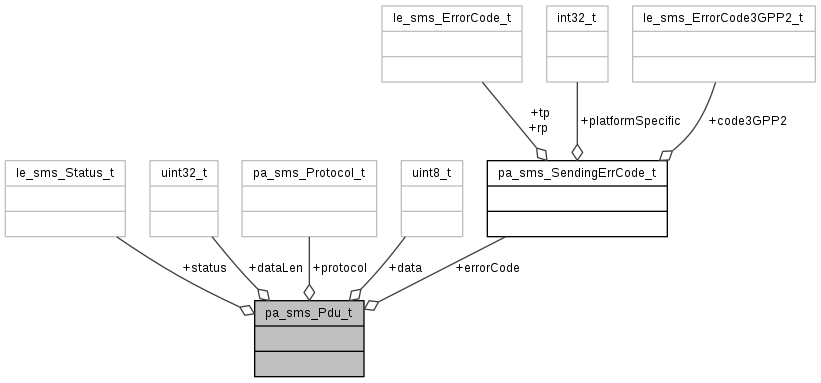 le_sms_ErrorCode_t
int32_t
le_sms_ErrorCode3GPP2_t
+tp
+rp
+platformSpecific
+code3GPP2
le_sms_Status_t
uint32_t
pa_sms_Protocol_t
uint8_t
pa_sms_SendingErrCode_t
+status
+dataLen
+protocol
+data
+errorCode
pa_sms_Pdu_t